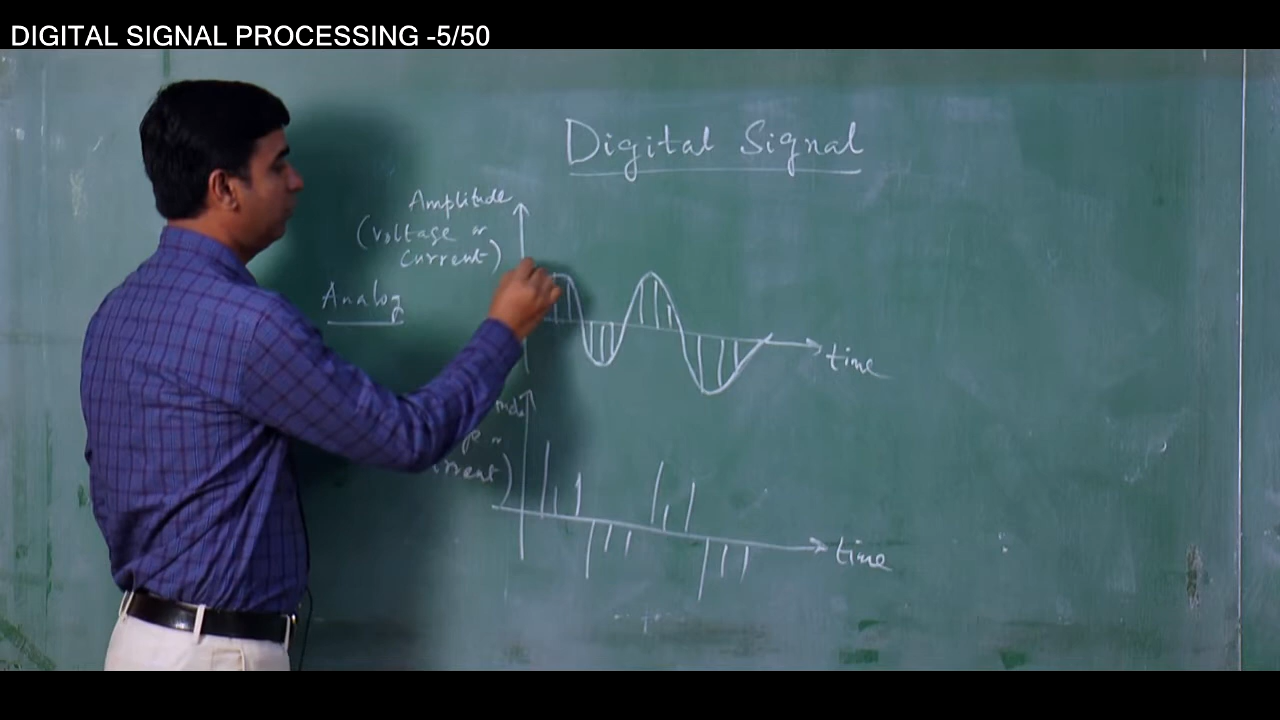 DIGITAL SIGNAL PROCESSING -5/50
Digital Signal
Amplitude
(voltage or
current)
Analog
time
time